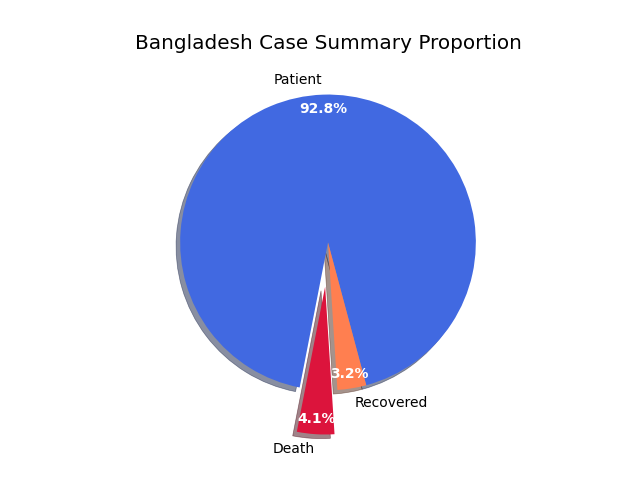 Bangladesh Case Summary Proportion
Patient
92.8%
3.2%
Recovered
4.1%
Death